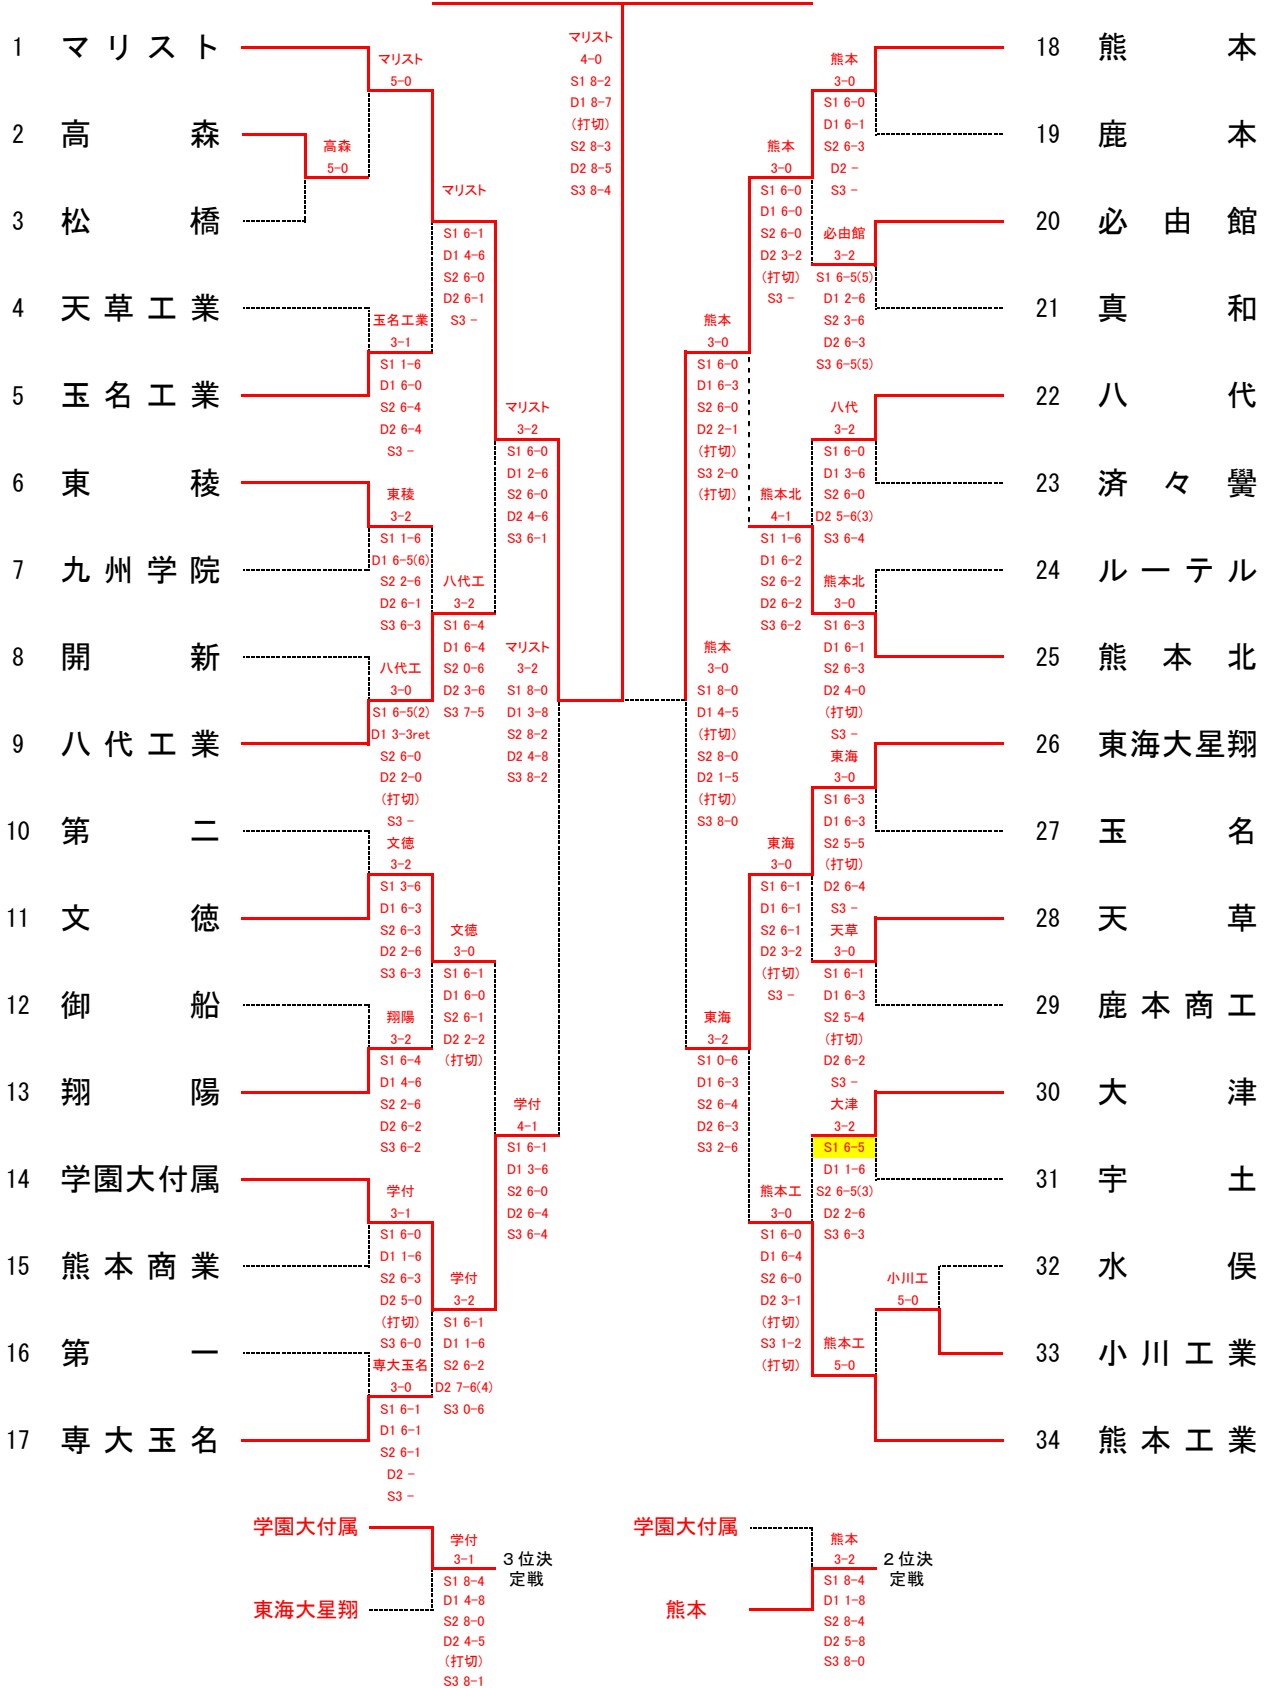 1 マリスト
2 高森
3 松橋
4 天草工業
5 玉名工業
6 東稜
7 九州学院
8 開新
9 八代工業
10 第二
11 文徳
12 御船
13 翔陽
14 学園大付属
15 熊本商業
16 第一
17 専大玉名
マリスト
5-0
高森
5-0
玉名工業
3-1
S1 1-6
D1 6-0
S2 6-4
D2 6-4
S3 -
東稜
3-2
S1 1-6
D1 6-5(6)
S2 2-6
D2 6-1
S3 6-3
八代工
3-0
S1 6-5(2)
D1 3-3ret
S2 6-0
D2 2-0
(打切)
S3 -
文徳
3-2
S1 3-6
D1 6-3
S2 6-3
D2 2-6
S3 6-3
翔陽
3-2
S1 6-4
D1 4-6
S2 2-6
D2 6-2
S3 6-2
学付
3-1
S1 6-0
D1 1-6
S2 6-3
D2 5-0
(打切)
S3 6-0
専大玉名
3-0
S1 6-1
D1 6-1
S2 6-1
D2 -
S3 -
マリスト
S1 6-1
D1 4-6
S2 6-0
D2 6-1
S3 -
八代工
3-2
S1 6-4
D1 6-4
S2 0-6
D2 3-6
S3 7-5
文徳
3-0
S1 6-1
D1 6-0
S2 6-1
D2 2-2
(打切)
学付
3-2
S1 6-1
D1 1-6
S2 6-2
D2 7-6(4)
S3 0-6
マリスト
3-2
S1 6-0
D1 2-6
S2 6-0
D2 4-6
S3 6-1
学付
4-1
S1 6-1
D1 3-6
S2 6-0
D2 6-4
S3 6-4
マリスト
3-2
S1 8-0
D1 3-8
S2 8-2
D2 4-8
S3 8-2
マリスト
4-0
S1 8-2
D1 8-7
(打切)
S2 8-3
D2 8-5
S3 8-4
熊本
3-0
S1 8-0
D1 4-5
(打切)
S2 8-0
D2 1-5
(打切)
S3 8-0
熊本
3-0
S1 6-0
D1 6-3
S2 6-0
D2 2-1
(打切)
S3 2-0
(打切)
東海
3-2
S1 0-6
D1 6-3
S2 6-4
D2 6-3
S3 2-6
熊本
3-0
S1 6-0
D1 6-0
S2 6-0
D2 3-2
(打切)
S3 -
熊本北
4-1
S1 1-6
D1 6-2
S2 6-2
D2 6-2
S3 6-2
東海
3-0
S1 6-1
D1 6-1
S2 6-1
D2 3-2
(打切)
S3 -
熊本工
3-0
S1 6-0
D1 6-4
S2 6-0
D2 3-1
(打切)
S3 1-2
(打切)
熊本
3-0
S1 6-0
D1 6-1
S2 6-3
D2 -
S3 -
必由館
3-2
S1 6-5(5)
D1 2-6
S2 3-6
D2 6-3
S3 6-5(5)
八代
3-2
S1 6-0
D1 3-6
S2 6-0
D2 5-6(3)
S3 6-4
熊本北
3-0
S1 6-3
D1 6-1
S2 6-3
D2 4-0
(打切)
S3 -
東海
3-0
S1 6-3
D1 6-3
S2 5-5
(打切)
D2 6-4
S3 -
天草
3-0
S1 6-1
D1 6-3
S2 5-4
(打切)
D2 6-2
S3 -
大津
3-2
S1 6-5
D1 1-6
S2 6-5(3)
D2 2-6
S3 6-3
小川工
5-0
熊本工
5-0
18 熊本
19 鹿本
20 必由館
21 真和
22 八代
23 済々黌
24 ルーテル
25 熊本北
26 東海大星翔
27 玉名
28 天草
29 鹿本商工
30 大津
31 宇土
32 水俣
33 小川工業
34 熊本工業
学園大付属
東海大星翔
学付
3-1
S1 8-4
D1 4-8
S2 8-0
D2 4-5
(打切)
S3 8-1
3位決
定戦
学園大付属
熊本
熊本
3-2
S1 8-4
D1 1-8
S2 8-4
D2 5-8
S3 8-0
2位決
定戦